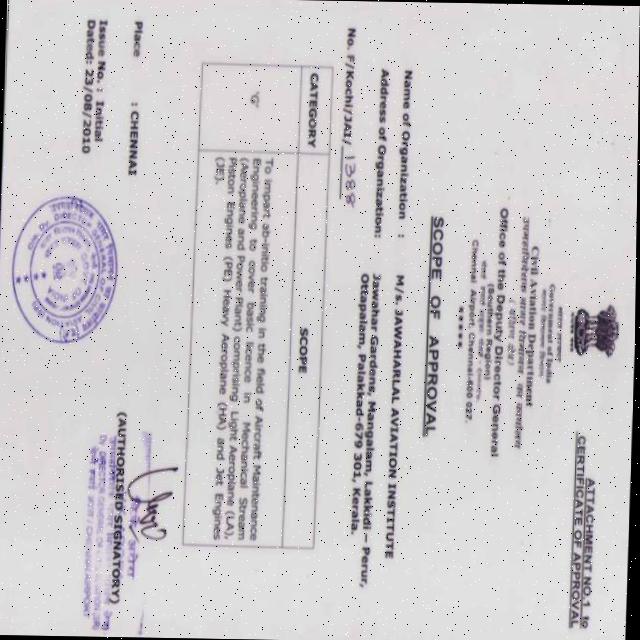 ATTACHMENT NO.1 to
CERTIFICATE OF APPROVAL
Government of India
Civil Aviation Department
Office of the Deputy Director General
(Southern Region)
Chennai Airport, Chennai-600 027.
*****
SCOPE OF APPROVAL
Name of Organization : M/s. JAWAHARLAL AVIATION INSTITUTE
Address of Organization: Jawahar Gardens, Mangalam, Lakkidi – Perur,
Ottapalam, Palakkad-679 301, Kerala.
No. F/Kochi/JAI/ 1388
CATEGORY SCOPE
'G' To impart ab-initio training in the field of Aircraft Maintenance
Engineering to cover basic licence in Mechanical Stream
(Aeroplane and Power-Plant) comprising Light Aeroplane (LA),
Piston Engines (PE) Heavy Aeroplane (HA) and Jet Engines
(JE).
Place : CHENNAI
Issue No. : Initial
Dated: 23/08/2010
(AUTHORISED SIGNATORY)